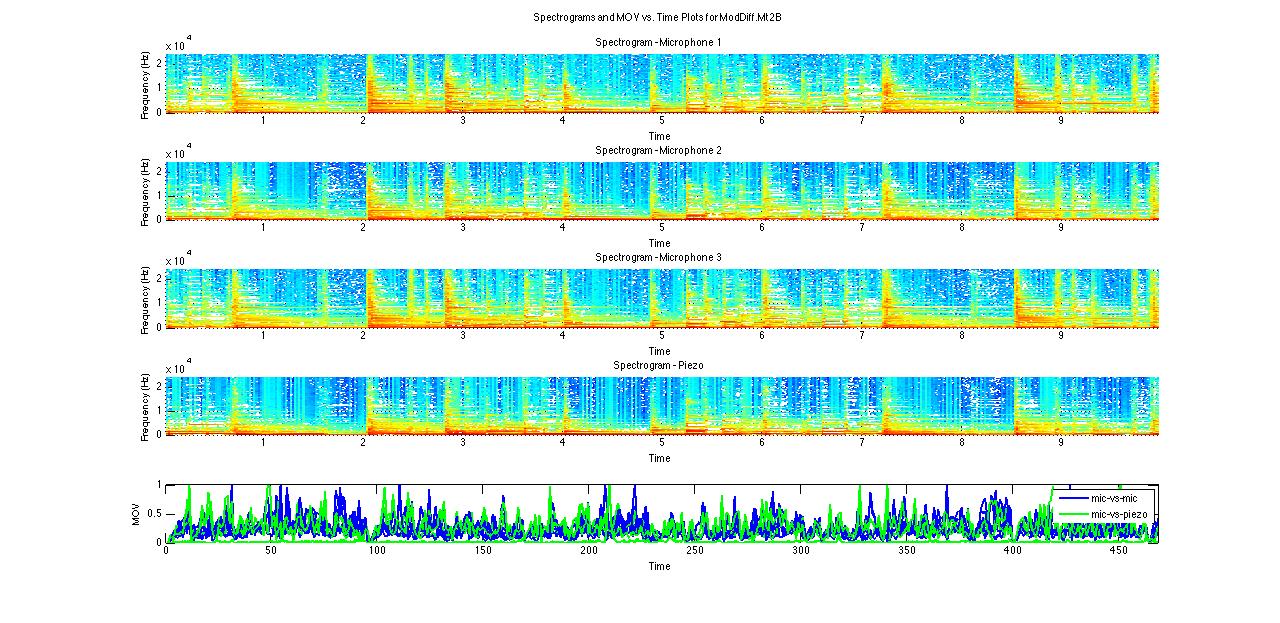 Spectrograms and MOV vs. Time Plots for ModDiff.Mt2B
Spectrogram - Microphone 1
x 10 4
Frequency (Hz)
2
1
0
1 2 3 4 5 6 7 8 9
Time
Spectrogram - Microphone 2
x 10 4
Frequency (Hz)
2
1
0
1 2 3 4 5 6 7 8 9
Time
Spectrogram - Microphone 3
x 10 4
Frequency (Hz)
2
1
0
1 2 3 4 5 6 7 8 9
Time
Spectrogram - Piezo
x 10 4
Frequency (Hz)
2
1
0
1 2 3 4 5 6 7 8 9
Time
MOV
1
0.5
0
mic-vs-mic
mic-vs-piezo
0 50 100 150 200 250 300 350 400 450
Time